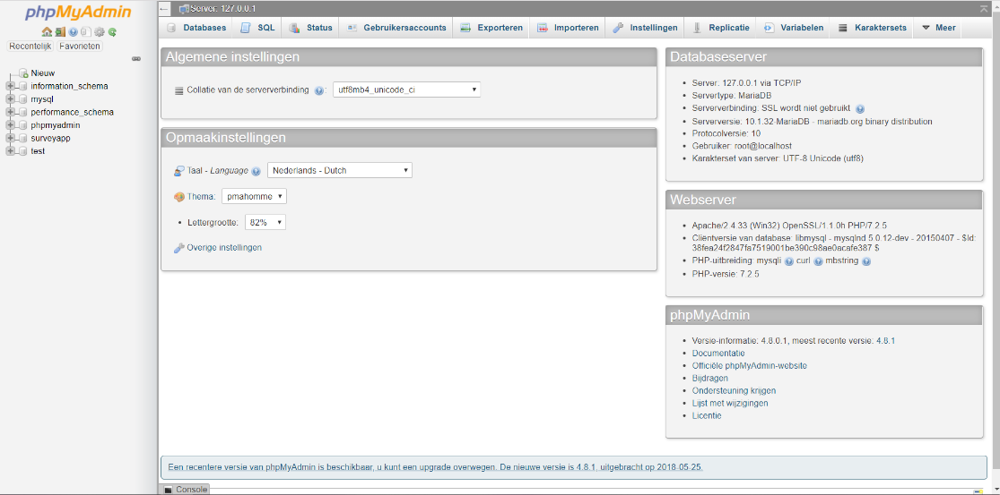 phpMyAdmin
Recentelijk Favorieten
Nieuw
information_schema
mysql
performance_schema
phpmyadmin
surveyapp
test
Server: 127.0.0.1
Databases SQL Status Gebruikersaccounts Exporteren Importeren Instellingen Replicatie Variabelen Karaktersets Meer
Algemene instellingen
Collatie van de serververbinding : utf8mb4_unicode_ci
Opmaakinstellingen
Taal - Language Nederlands - Dutch
Thema: pmahomme
• Lettergrootte: 82%
Overige instellingen
Databaseserver
• Server: 127.0.0.1 via TCP/IP
• Servertype: MariaDB
• Serververbinding: SSL wordt niet gebruikt
• Serverversie: 10.1.32-MariaDB - mariadb.org binary distribution
• Protocolversie: 10
• Gebruiker: root@localhost
• Karakterset van server: UTF-8 Unicode (utf8)
Webserver
• Apache/2.4.33 (Win32) OpenSSL/1.1.0h PHP/7.2.5
• Cliëntversie van database: libmysql - mysqlnd 5.0.12-dev - 20150407 - $Id:
38fea24f2847fa7519001be390c98ae0acafe387 $
• PHP-uitbreiding: mysqli curl mbstring
• PHP-versie: 7.2.5
phpMyAdmin
• Versie-informatie: 4.8.0.1, meest recente versie: 4.8.1
• Documentatie
• Officiële phpMyAdmin-website
• Bijdragen
• Ondersteuning krijgen
• Lijst met wijzigingen
• Licentie
Een recentere versie van phpMyAdmin is beschikbaar, u kunt een upgrade overwegen. De nieuwe versie is 4.8.1, uitgebracht op 2018-05-25.
Console